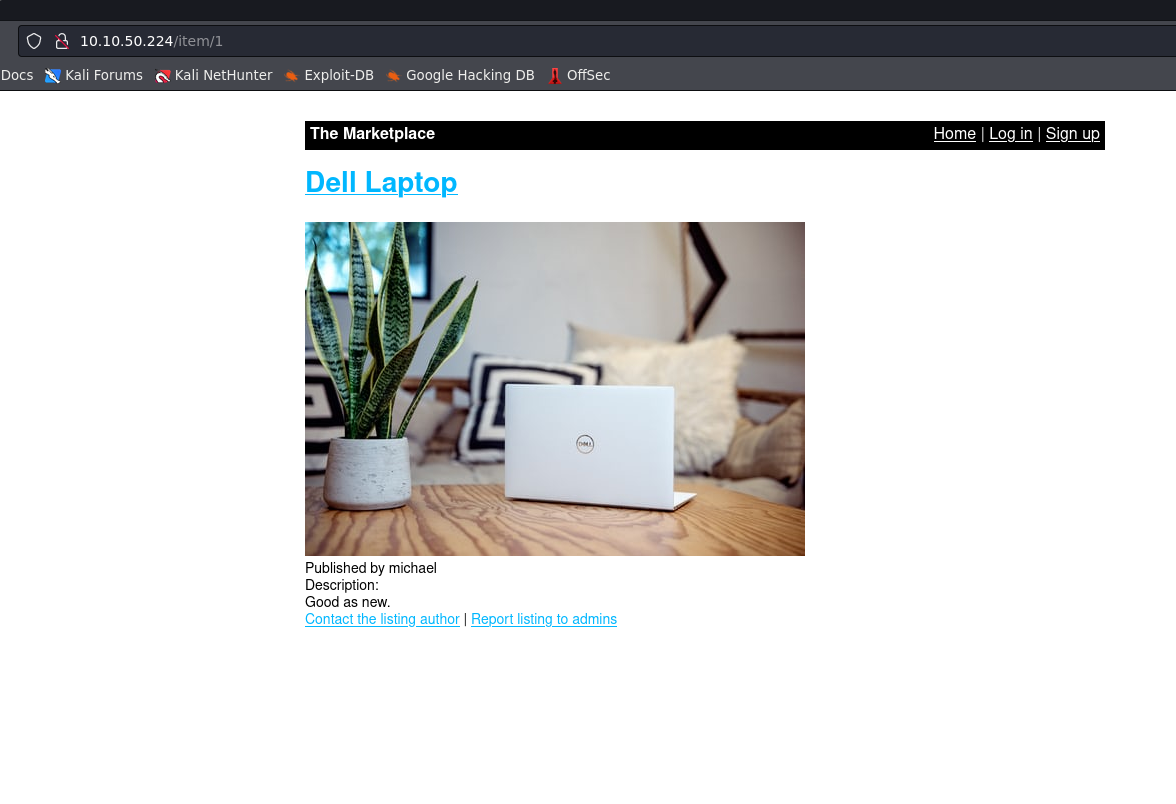 10.10.50.224/item/1
Docs Kali Forums Kali NetHunter Exploit-DB Google Hacking DB OffSec
The Marketplace Home | Log in | Sign up
Dell Laptop
DELL
Published by michael
Description:
Good as new.
Contact the listing author | Report listing to admins